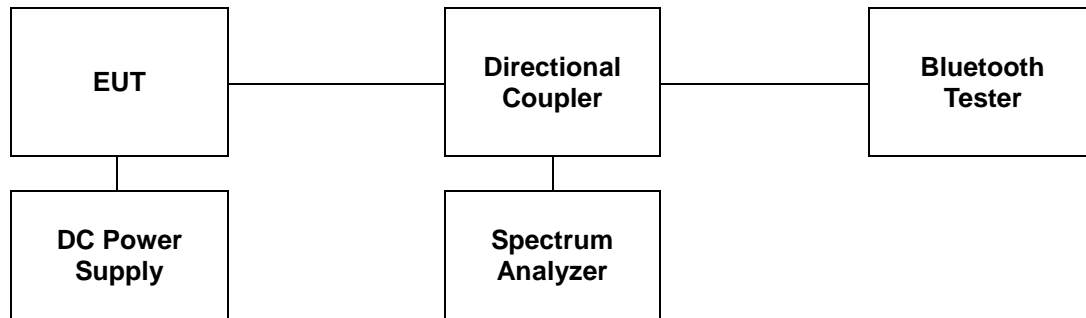 EUT
Directional
Coupler
Bluetooth
Tester
DC Power
Supply
Spectrum
Analyzer